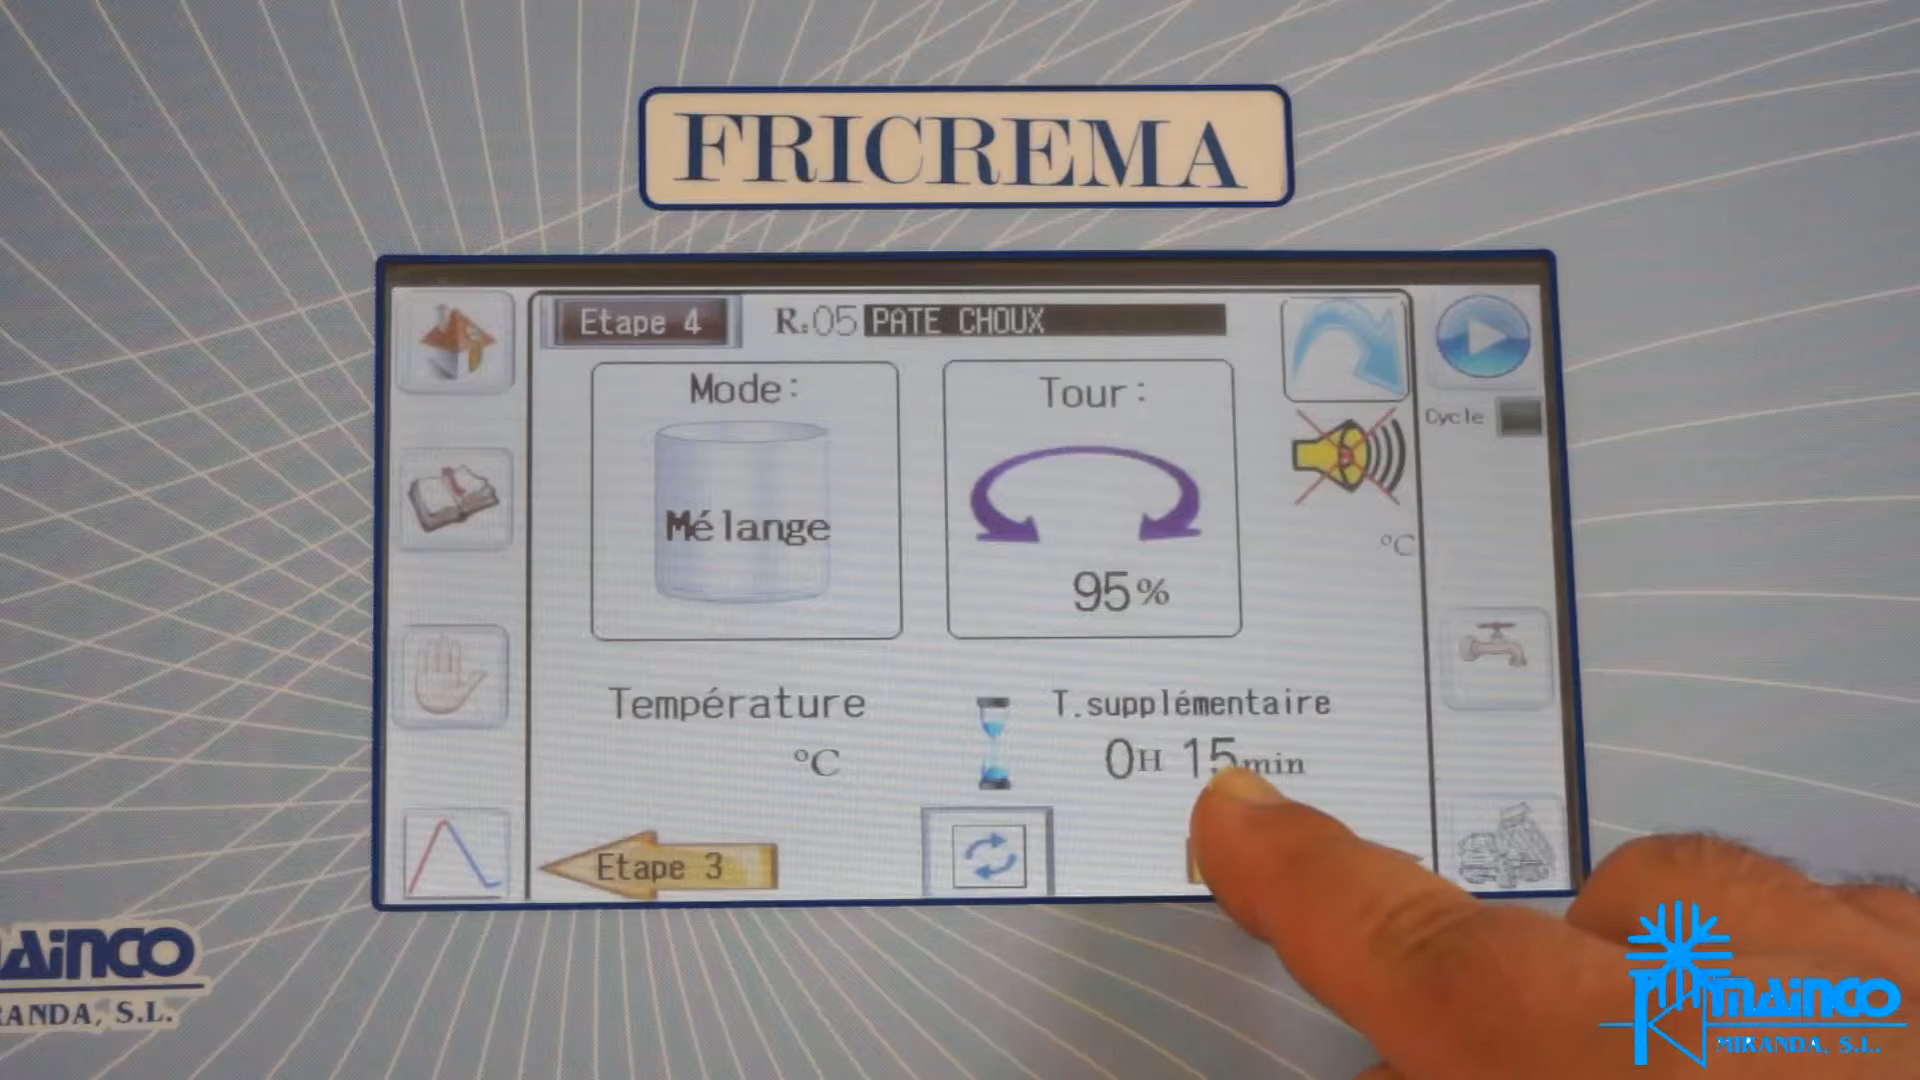 FRICREMA
Etape 4
R:05 PATE CHOUX
Mode:
Tour:
Cycle
Mélange
°C
95%
Température
T.supplémentaire
°C
0H 15min
Etape 3
MAINCO
MIRANDA, S.L.
RANDA, S.L.